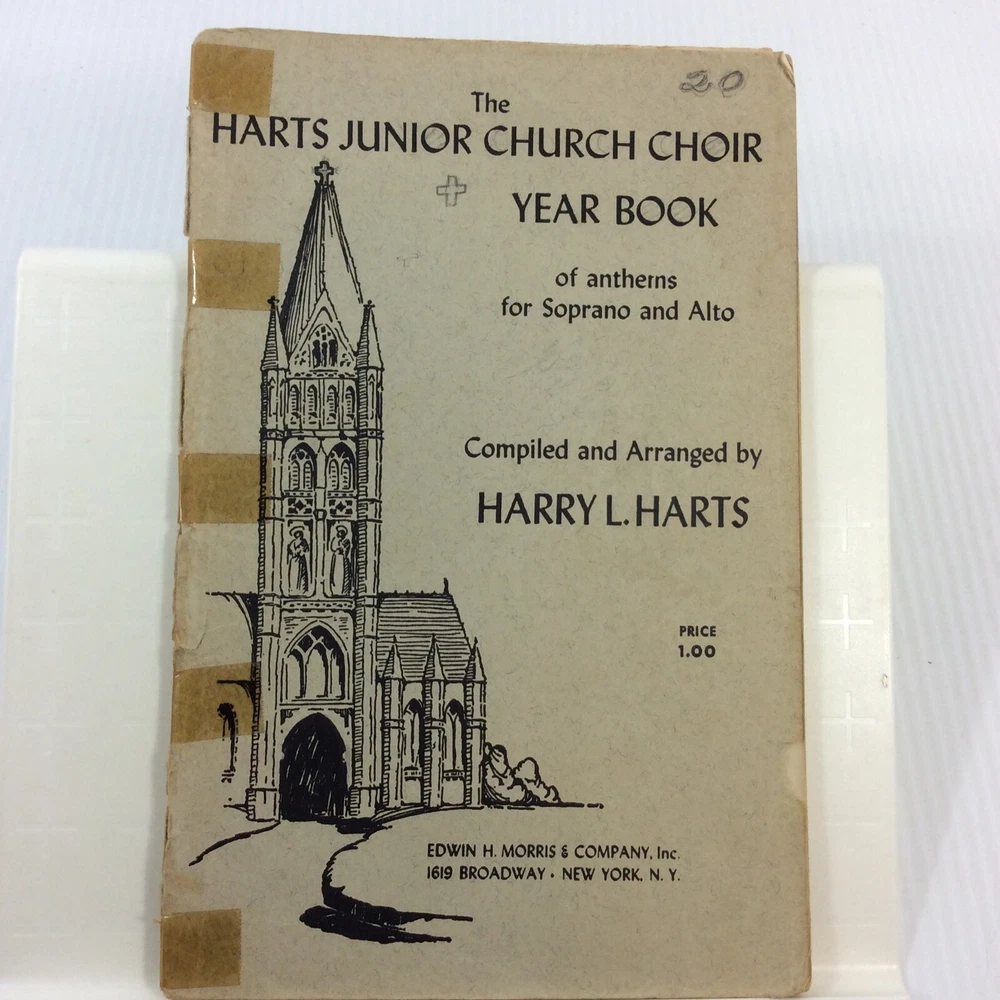 20
The
HARTS JUNIOR CHURCH CHOIR
YEAR BOOK
of anthems
for Soprano and Alto
Compiled and Arranged by
HARRY L. HARTS
PRICE
1.00
EDWIN H. MORRIS & COMPANY, Inc.
1619 BROADWAY • NEW YORK, N. Y.